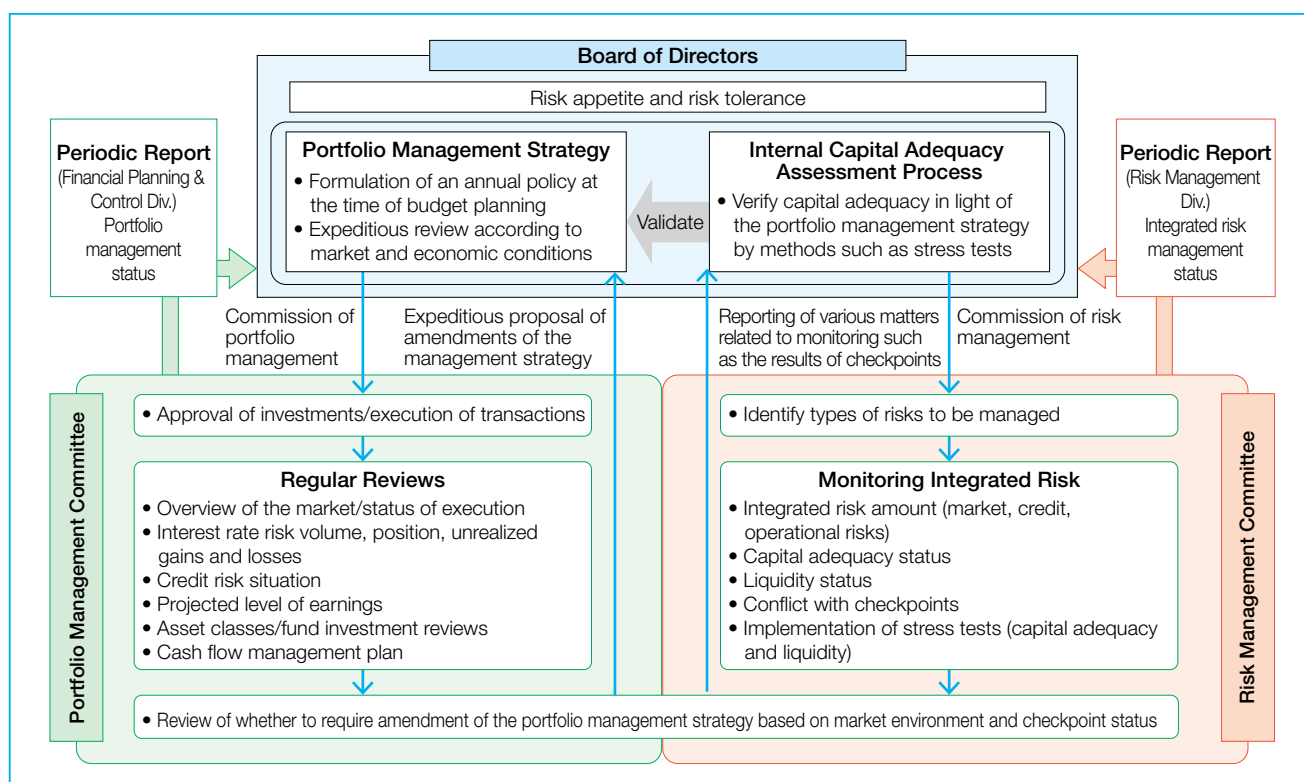 Board of Directors
Risk appetite and risk tolerance
Periodic Report
(Financial Planning &
Control Div.)
Portfolio
management
status
Portfolio Management Strategy
• Formulation of an annual policy at
the time of budget planning
• Expeditious review according to
market and economic conditions
Validate
Internal Capital Adequacy
Assessment Process
• Verify capital adequacy in light of
the portfolio management strategy
by methods such as stress tests
Periodic Report
(Risk Management
Div.)
Integrated risk
management
status
Commission of
portfolio
management
Expeditious proposal of
amendments of the
management strategy
Reporting of various matters
related to monitoring such
as the results of checkpoints
Commission of risk
management
Portfolio Management Committee
• Approval of investments/execution of transactions
Regular Reviews
• Overview of the market/status of execution
• Interest rate risk volume, position, unrealized
gains and losses
• Credit risk situation
• Projected level of earnings
• Asset classes/fund investment reviews
• Cash flow management plan
• Identify types of risks to be managed
Monitoring Integrated Risk
• Integrated risk amount (market, credit,
operational risks)
• Capital adequacy status
• Liquidity status
• Conflict with checkpoints
• Implementation of stress tests (capital adequacy
and liquidity)
Risk Management Committee
• Review of whether to require amendment of the portfolio management strategy based on market environment and checkpoint status